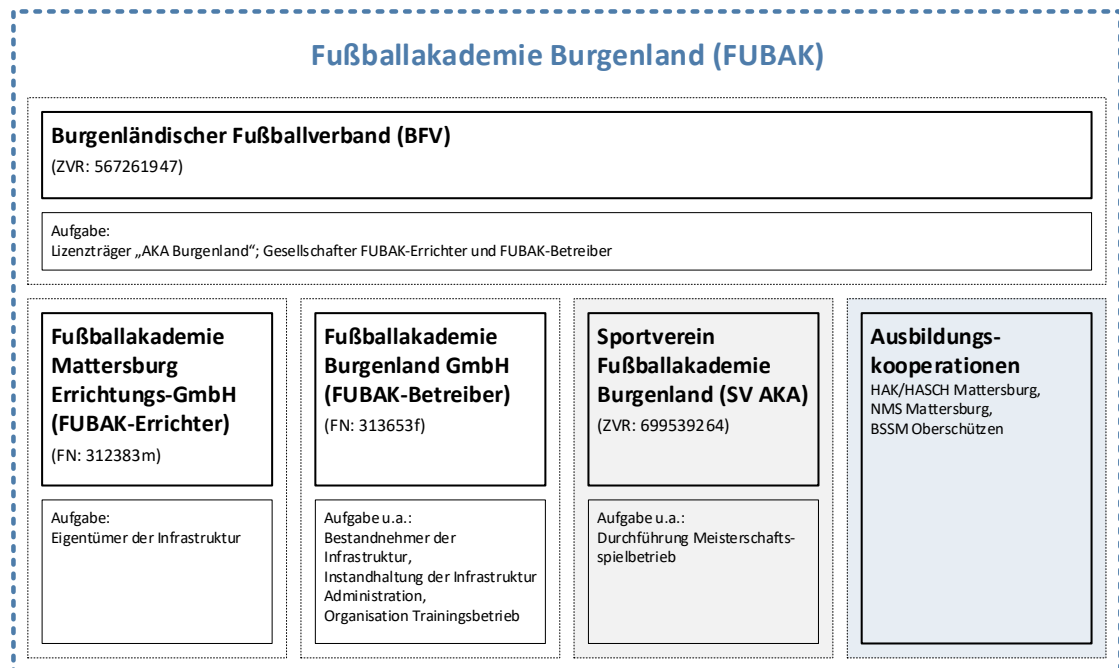 Fußballakademie Burgenland (FUBAK)
Burgenländischer Fußballverband (BFV)
(ZVR: 567261947)
Aufgabe:
Lizenzträger „AKA Burgenland“; Gesellschafter FUBAK-Errichter und FUBAK-Betreiber
Fußballakademie
Mattersburg
Errichtungs-GmbH
(FUBAK-Errichter)
(FN: 312383m)
Aufgabe:
Eigentümer der Infrastruktur
Fußballakademie
Burgenland GmbH
(FUBAK-Betreiber)
(FN: 313653f)
Aufgabe u.a.:
Bestandnehmer der
Infrastruktur,
Instandhaltung der Infrastruktur
Administration,
Organisation Trainingsbetrieb
Sportverein
Fußballakademie
Burgenland (SV AKA)
(ZVR: 699539264)
Aufgabe u.a.:
Durchführung Meisterschafts-
spielbetrieb
Ausbildungs-
kooperationen
HAK/HASCH Mattersburg,
NMS Mattersburg,
BSSM Oberschützen